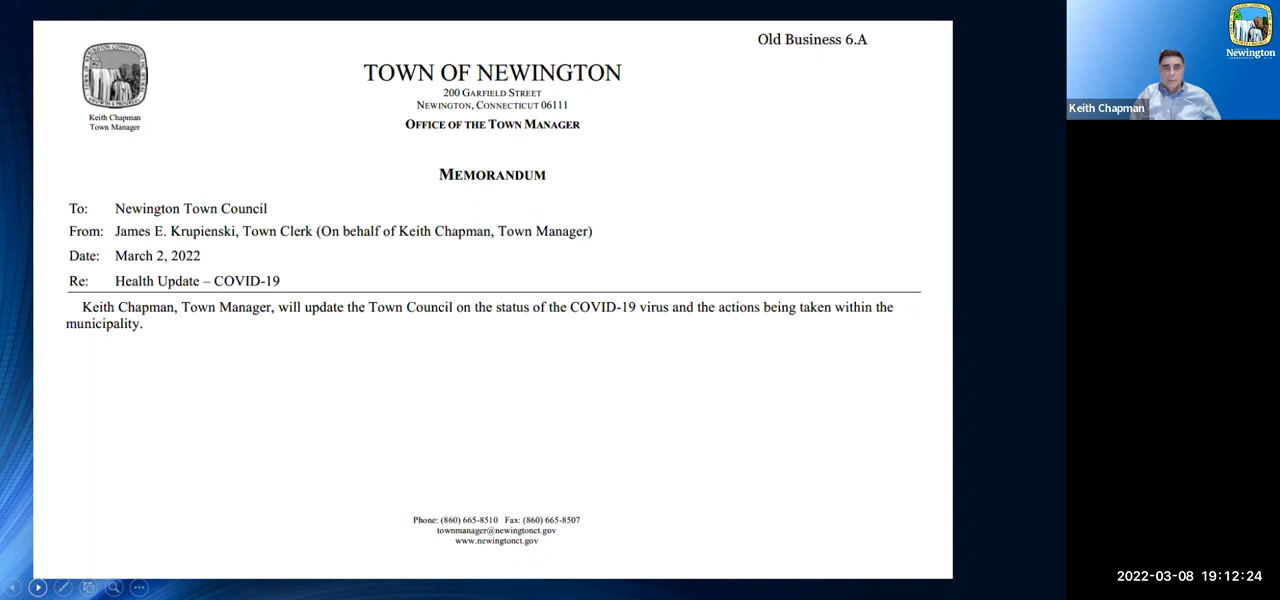 Old Business 6.A
TOWN OF NEWINGTON
200 GARFIELD STREET
NEWINGTON, CONNECTICUT 06111
OFFICE OF THE TOWN MANAGER
Keith Chapman
Town Manager
MEMORANDUM
To: Newington Town Council
From: James E. Krupienski, Town Clerk (On behalf of Keith Chapman, Town Manager)
Date: March 2, 2022
Re: Health Update – COVID-19
Keith Chapman, Town Manager, will update the Town Council on the status of the COVID-19 virus and the actions being taken within the
municipality.
Phone: (860) 665-8510 Fax: (860) 665-8507
townmanager@newingtonct.gov
www.newingtonct.gov
Newington
Keith Chapman
2022-03-08 19:12:24